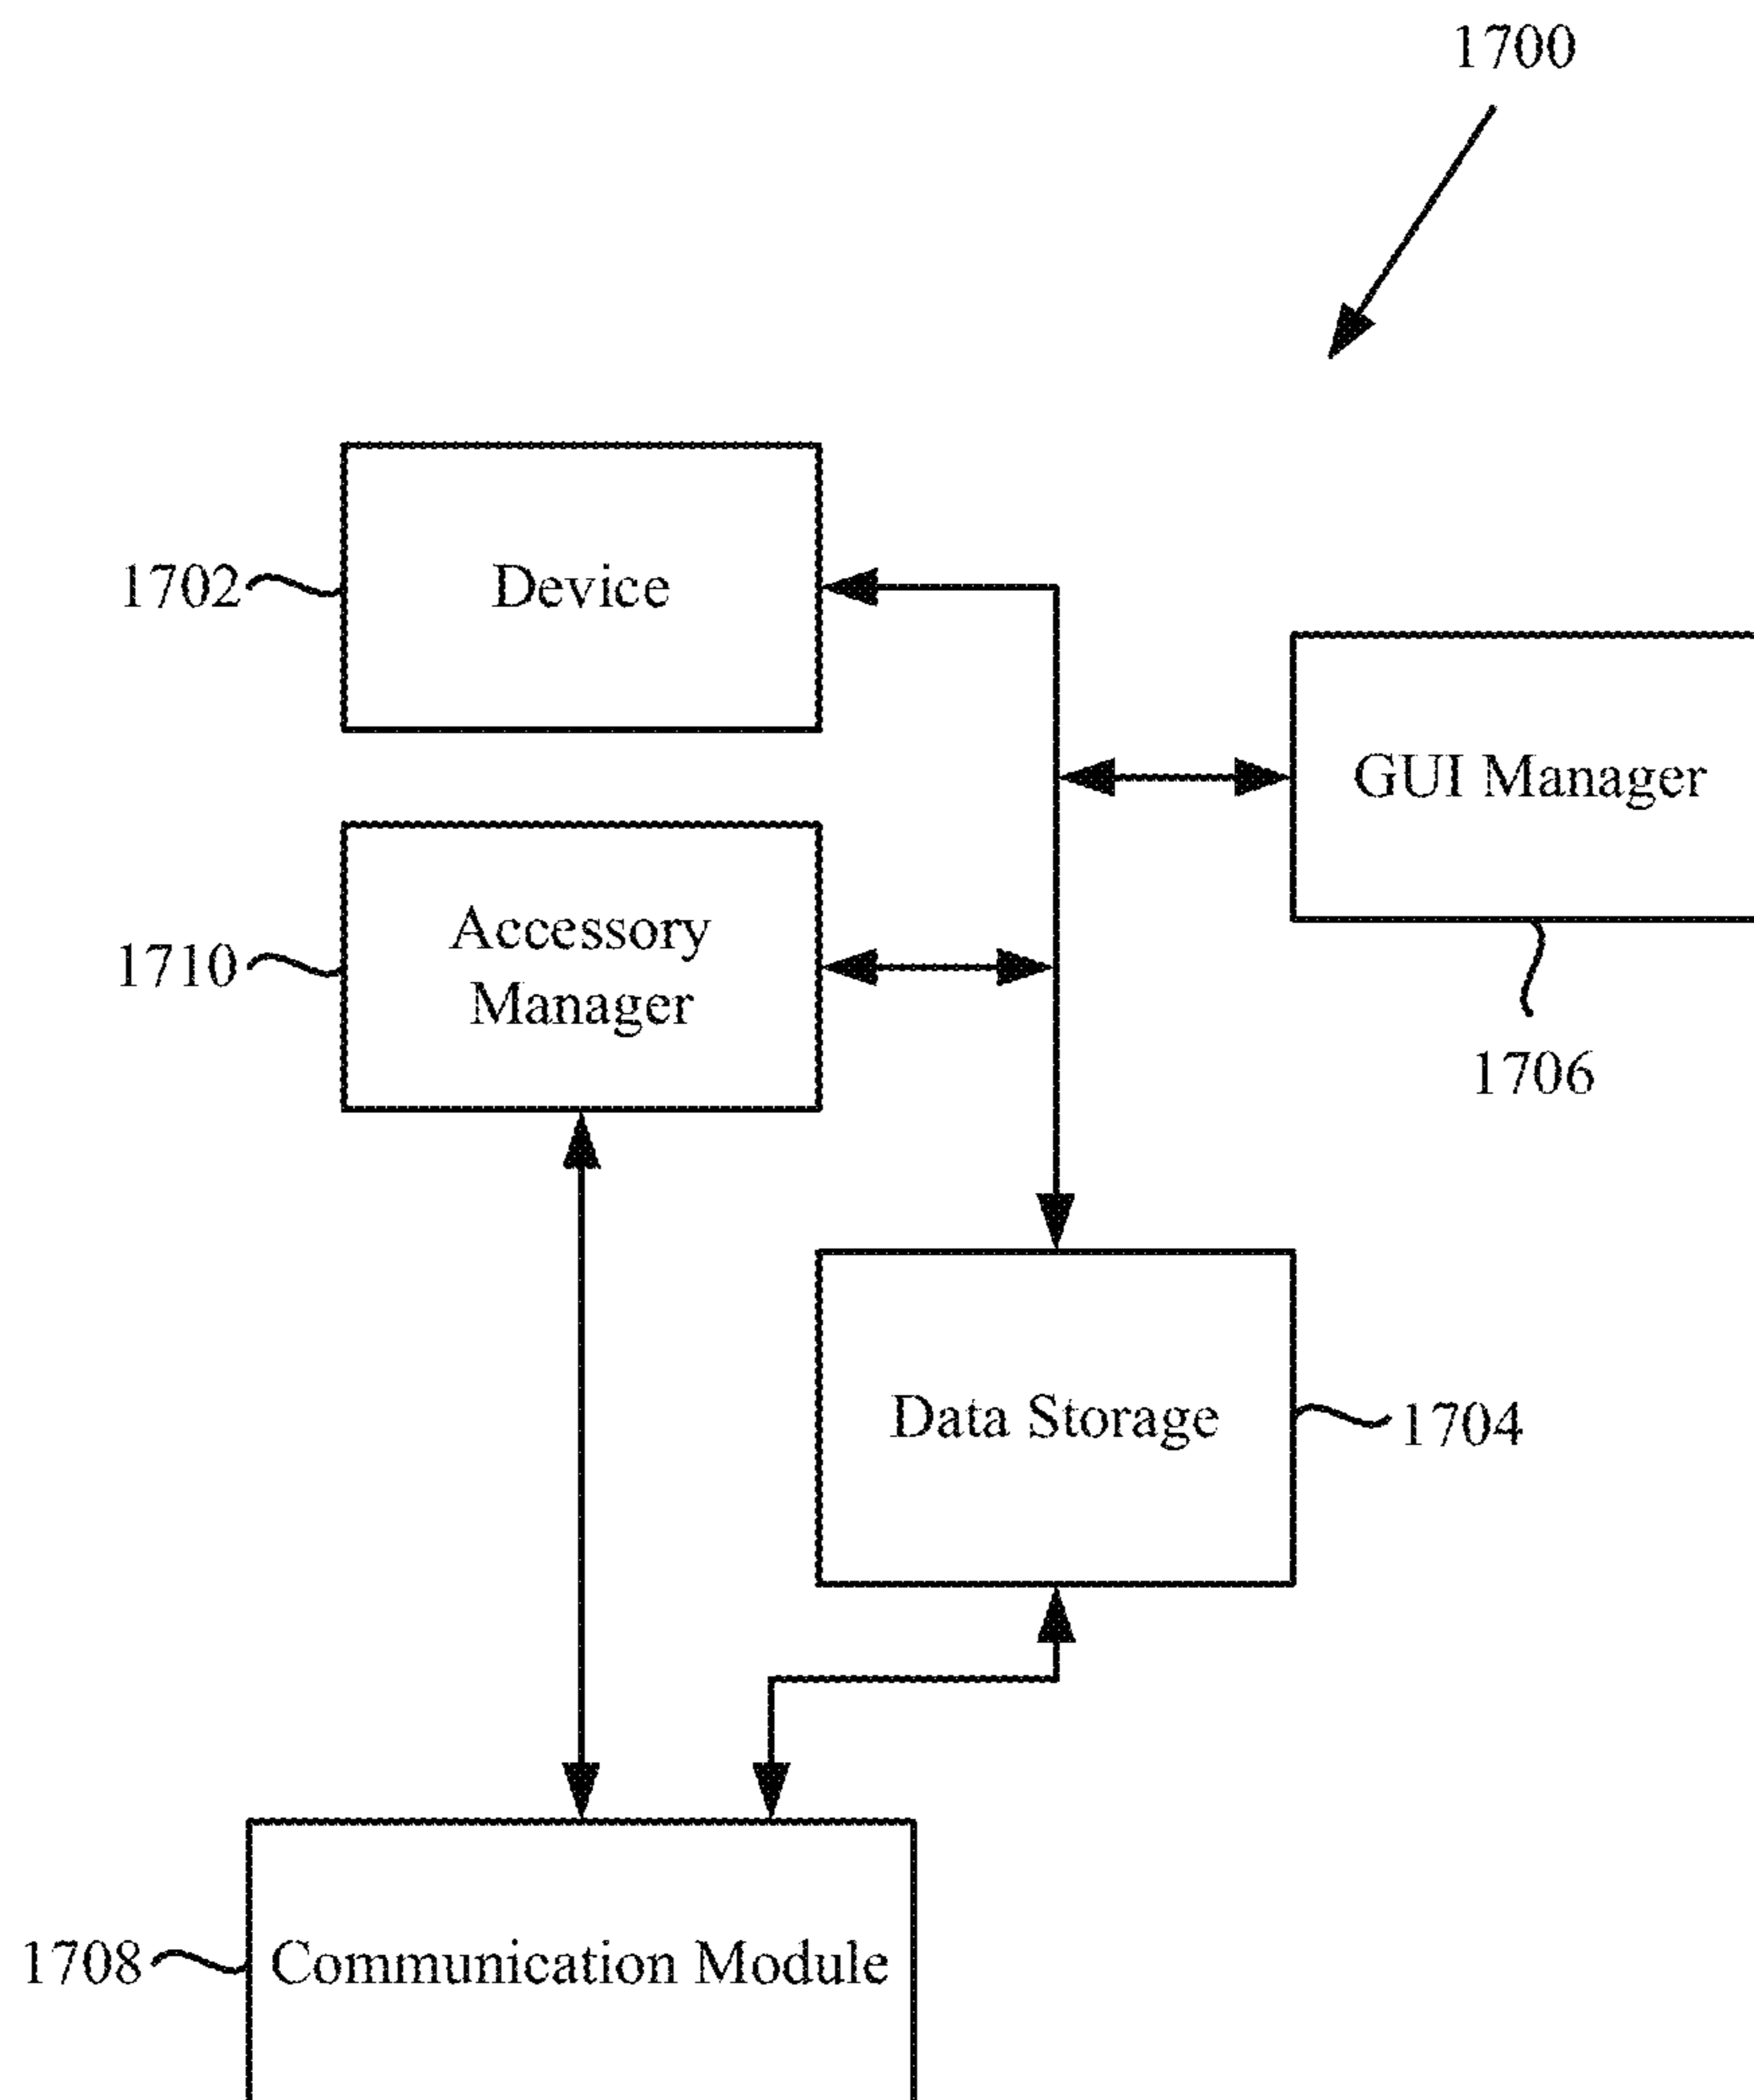 1700
1702
Device
GUI Manager
1710
Accessory
Manager
1706
Data Storage
1704
1708
Communication Module